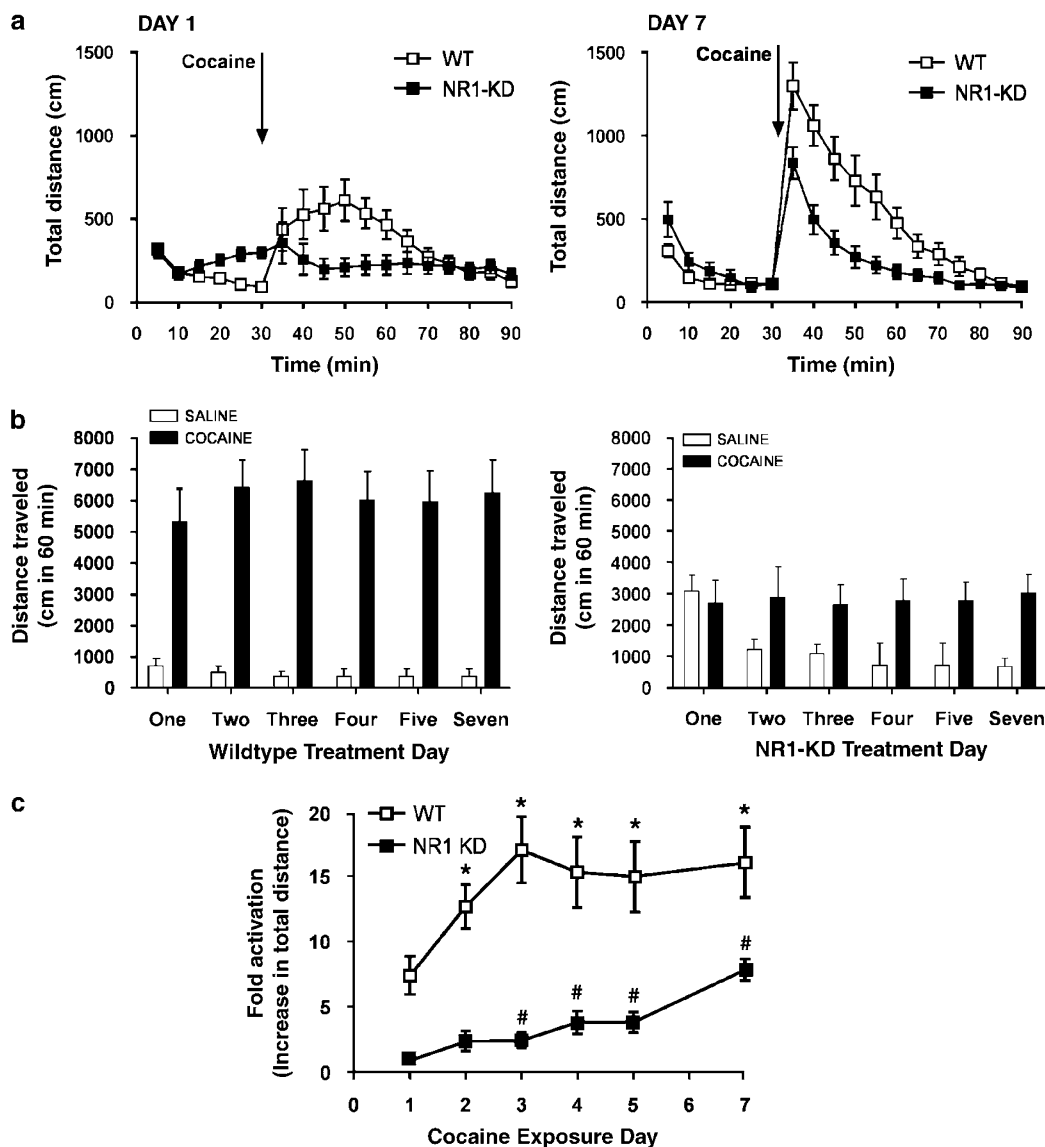 a
DAY 1
1500
1000
500
0
Total distance (cm)
Cocaine
WT
NR1-KD
0 10 20 30 40 50 60 70 80 90
Time (min)
DAY 7
1500
1000
500
0
Total distance (cm)
Cocaine
WT
NR1-KD
0 10 20 30 40 50 60 70 80 90
Time (min)
b
SALINE
COCAINE
8000
7000
6000
5000
4000
3000
2000
1000
0
Distance traveled
(cm in 60 min)
One Two Three Four Five Seven
Wildtype Treatment Day
SALINE
COCAINE
8000
7000
6000
5000
4000
3000
2000
1000
0
Distance traveled
(cm in 60 min)
One Two Three Four Five Seven
NR1-KD Treatment Day
c
WT
NR1 KD
20
15
10
5
0
Fold activation
(Increase in total distance)
* * * * *
# # # #
0 1 2 3 4 5 7
Cocaine Exposure Day